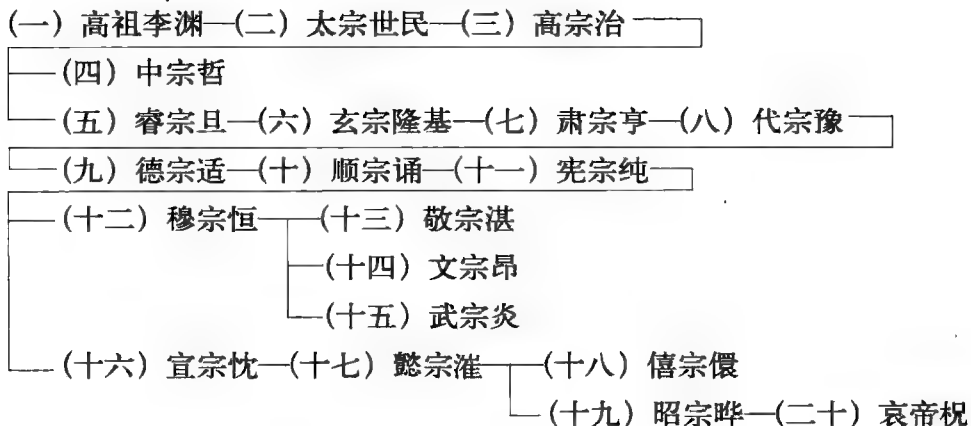 (一) 高祖李渊—(二) 太宗世民—(三) 高宗治
(四) 中宗哲
(五) 睿宗旦—(六) 玄宗隆基—(七) 肃宗亨—(八) 代宗豫
(九) 德宗适—(十) 顺宗诵—(十一) 宪宗纯
(十二) 穆宗恒—(十三) 敬宗湛
(十四) 文宗昂
(十五) 武宗炎
(十六) 宣宗忱—(十七) 懿宗漼—(十八) 僖宗儇
(十九) 昭宗晔—(二十) 哀帝柷